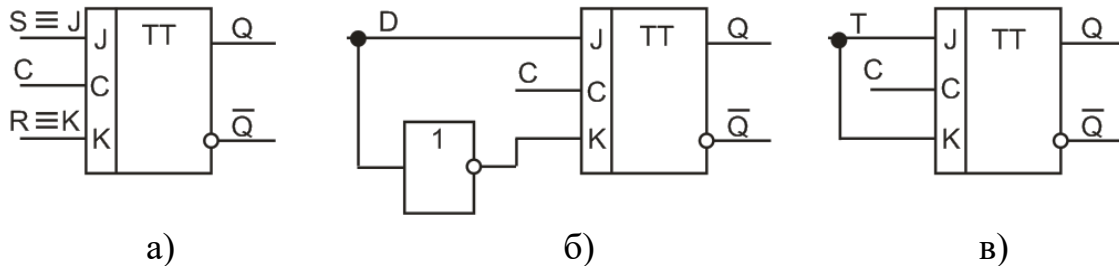 S ≡ J J TT Q
C C
R ≡ K K Q̅
а)
D J TT Q
C C
1 K Q̅
б)
T J TT Q
C C
K Q̅
в)